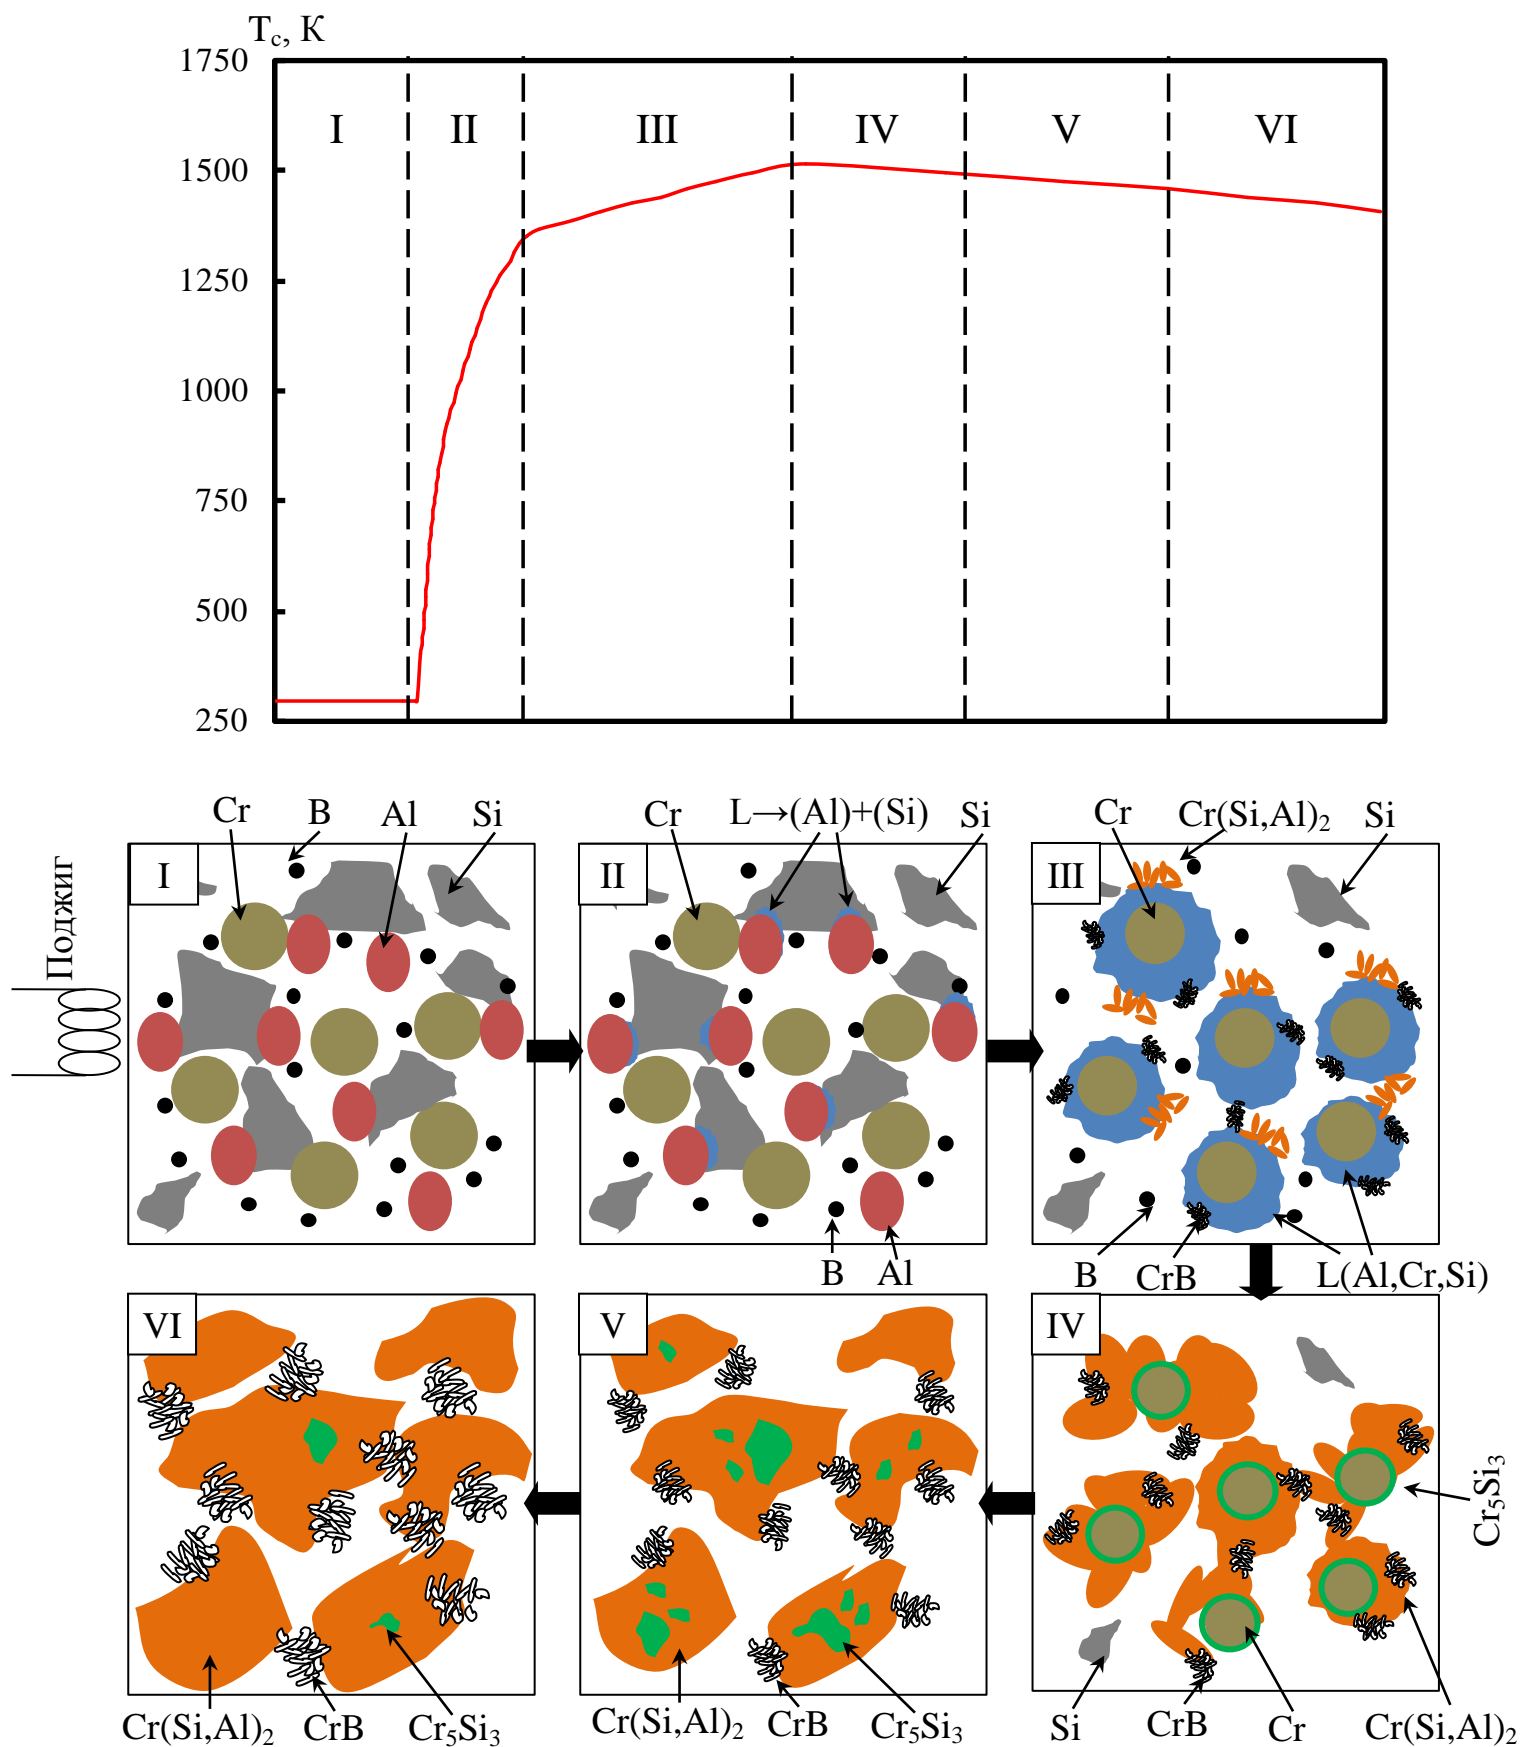 Tc, К
1750
I II III IV V VI
1500
1250
1000
750
500
250
Cr B Al Si
Cr L→(Al)+(Si) Si
Cr Cr(Si,Al)2 Si
Поджиг
I
II
III
B Al
B CrB L(Al,Cr,Si)
VI
V
IV
Cr5Si3
Cr(Si,Al)2 CrB Cr5Si3
Cr(Si,Al)2 CrB Cr5Si3
Si CrB Cr Cr(Si,Al)2